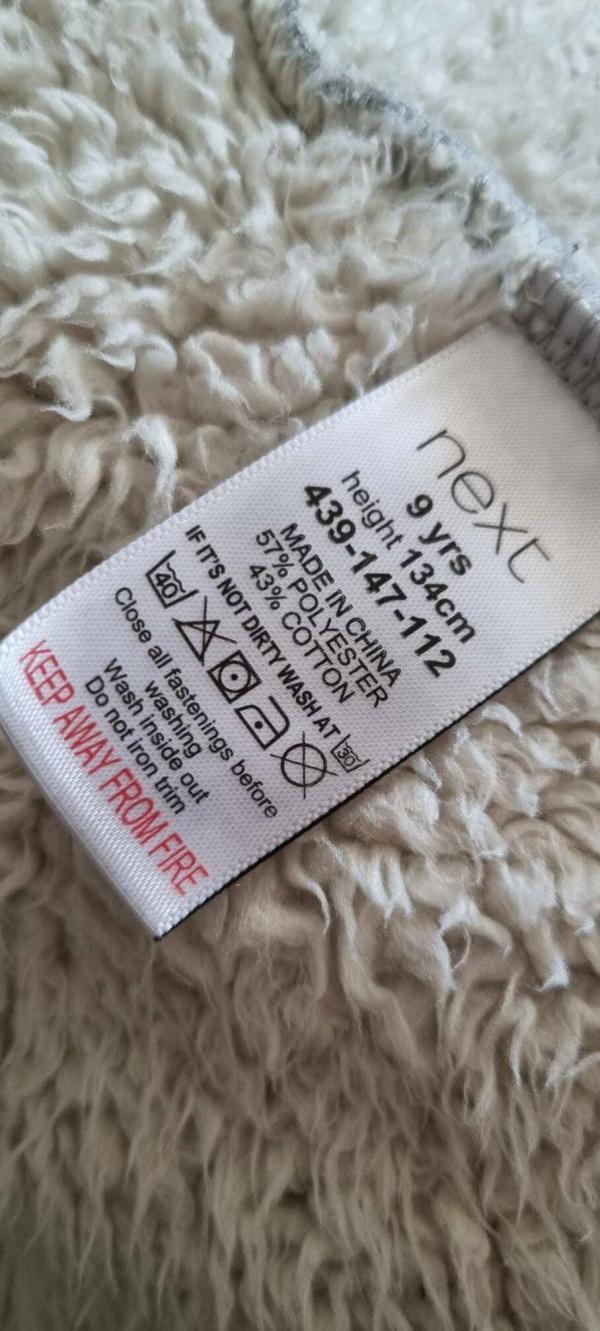 next
9 yrs
height 134cm
439-147-112
MADE IN CHINA
57% POLYESTER
43% COTTON
IF IT'S NOT DIRTY WASH AT 30
40
Close all fastenings before
washing
Wash inside out
Do not iron trim
KEEP AWAY FROM FIRE